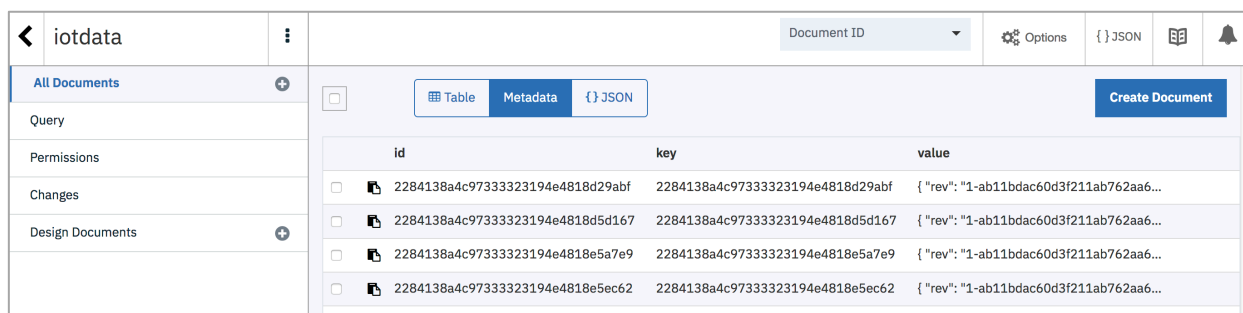 iotdata
Document ID
Options
{ } JSON
All Documents
Query
Permissions
Changes
Design Documents
Table Metadata {} JSON
Create Document
id key value
2284138a4c97333323194e4818d29abf 2284138a4c97333323194e4818d29abf { "rev": "1-ab11bdac60d3f211ab762aa6...
2284138a4c97333323194e4818d5d167 2284138a4c97333323194e4818d5d167 { "rev": "1-ab11bdac60d3f211ab762aa6...
2284138a4c97333323194e4818e5a7e9 2284138a4c97333323194e4818e5a7e9 { "rev": "1-ab11bdac60d3f211ab762aa6...
2284138a4c97333323194e4818e5ec62 2284138a4c97333323194e4818e5ec62 { "rev": "1-ab11bdac60d3f211ab762aa6...